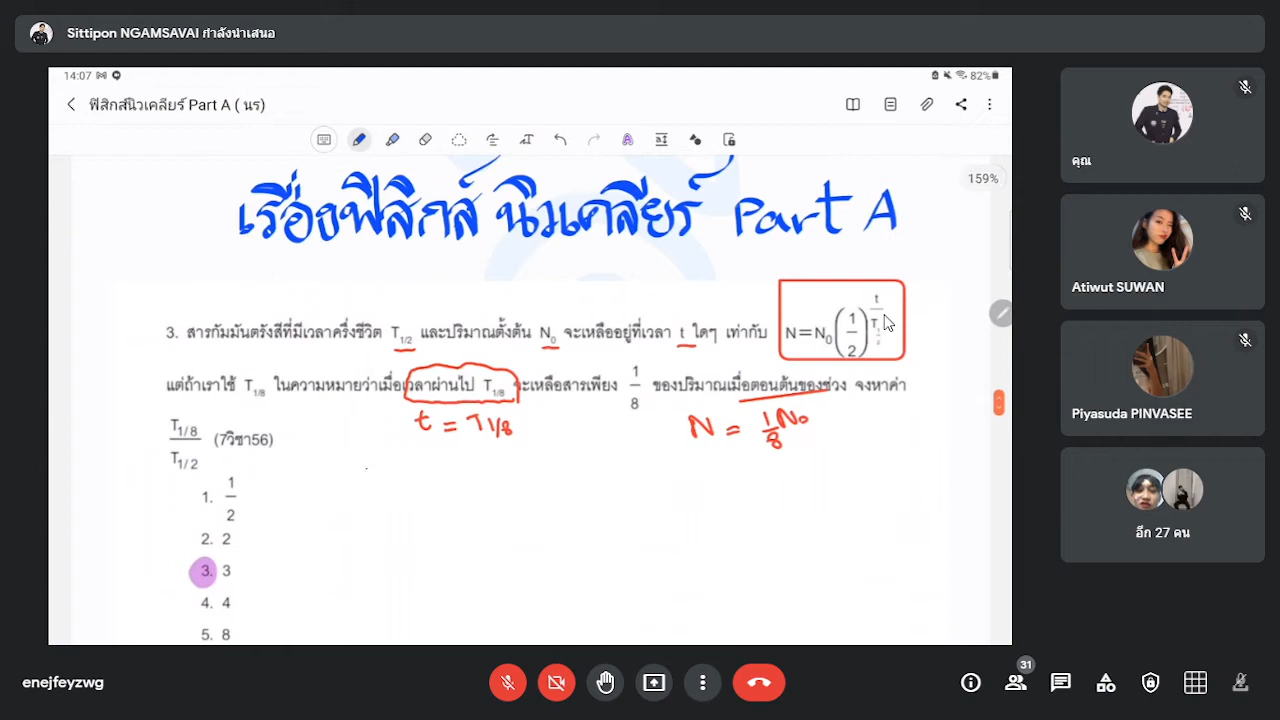 Sittipon NGAMSAVAI กำลังนำเสนอ
14:07
82%
ฟิสิกส์นิวเคลียร์ Part A ( นร)
159%
เรื่องฟิสิกส์ นิวเคลียร์ Part A
3. สารกัมมันตรังสีที่มีเวลาครึ่งชีวิต T1/2 และปริมาณตั้งต้น N0 จะเหลืออยู่ที่เวลา t ใดๆ เท่ากับ N=N0(1/2)^(t/T1/2)
แต่ถ้าเราใช้ T1/8 ในความหมายว่าเมื่อเวลาผ่านไป T1/8 จะเหลือสารเพียง 1/8 ของปริมาณเมื่อตอนต้นของช่วง จงหาค่า
t = T1/8 N = 1/8 N0
T1/8 / T1/2 (7วิชา56)
1. 1/2
2. 2
3. 3
4. 4
5. 8
คุณ
Atiwut SUWAN
Piyasuda PINVASEE
อีก 27 คน
enejfeyzwg
31